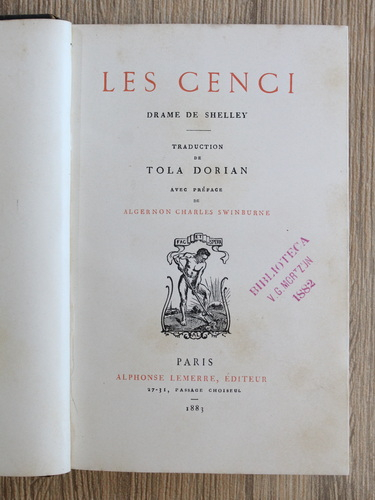 LES CENCI
DRAME DE SHELLEY
TRADUCTION
DE
TOLA DORIAN
AVEC PRÉFACE
DE
ALGERNON CHARLES SWINBURNE
FAC ET SPERA
BIBLIOTECA
V. G.
1882
PARIS
ALPHONSE LEMERRE, ÉDITEUR
27-31, PASSAGE CHOISEUL
1883